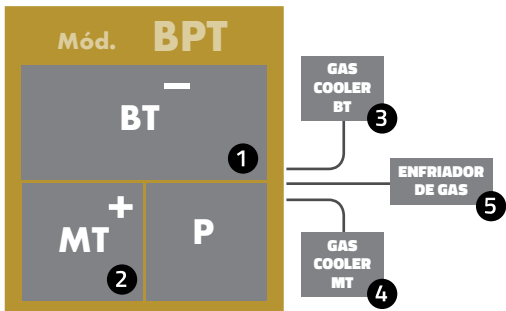 Mód. BPT
BT
−
1
MT
+
2
P
GAS
COOLER
BT
3
ENFRIADOR
DE GAS
5
GAS
COOLER
MT
4